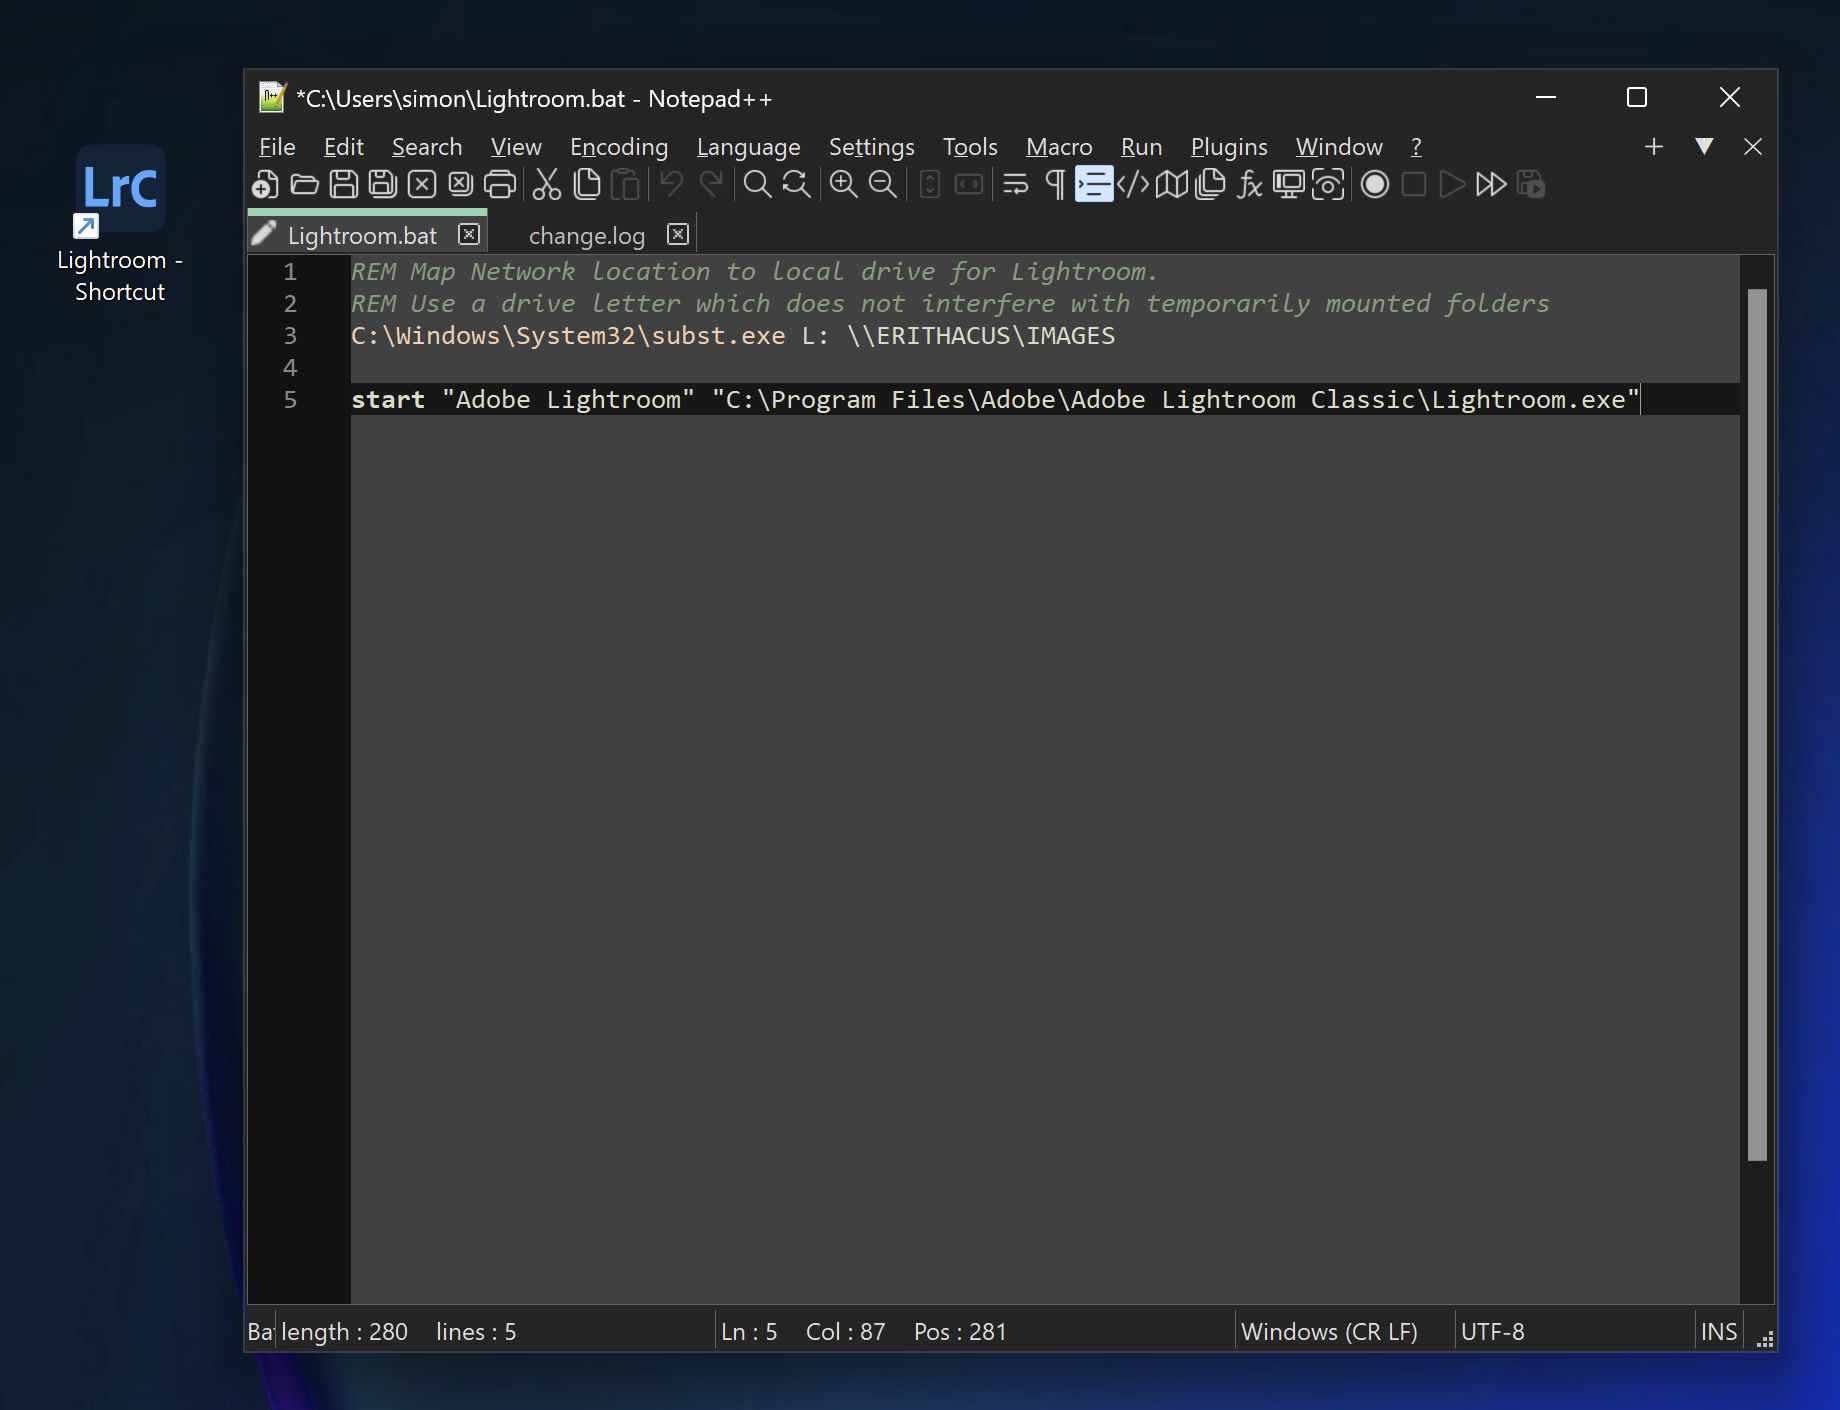 LrC
Lightroom -
Shortcut
*C:\Users\simon\Lightroom.bat - Notepad++
File Edit Search View Encoding Language Settings Tools Macro Run Plugins Window ?
Lightroom.bat change.log
1 REM Map Network location to local drive for Lightroom.
2 REM Use a drive letter which does not interfere with temporarily mounted folders
3 C:\Windows\System32\subst.exe L: \\ERITHACUS\IMAGES
4
5 start "Adobe Lightroom" "C:\Program Files\Adobe\Adobe Lightroom Classic\Lightroom.exe"
Ba length : 280 lines : 5 Ln : 5 Col : 87 Pos : 281 Windows (CR LF) UTF-8 INS